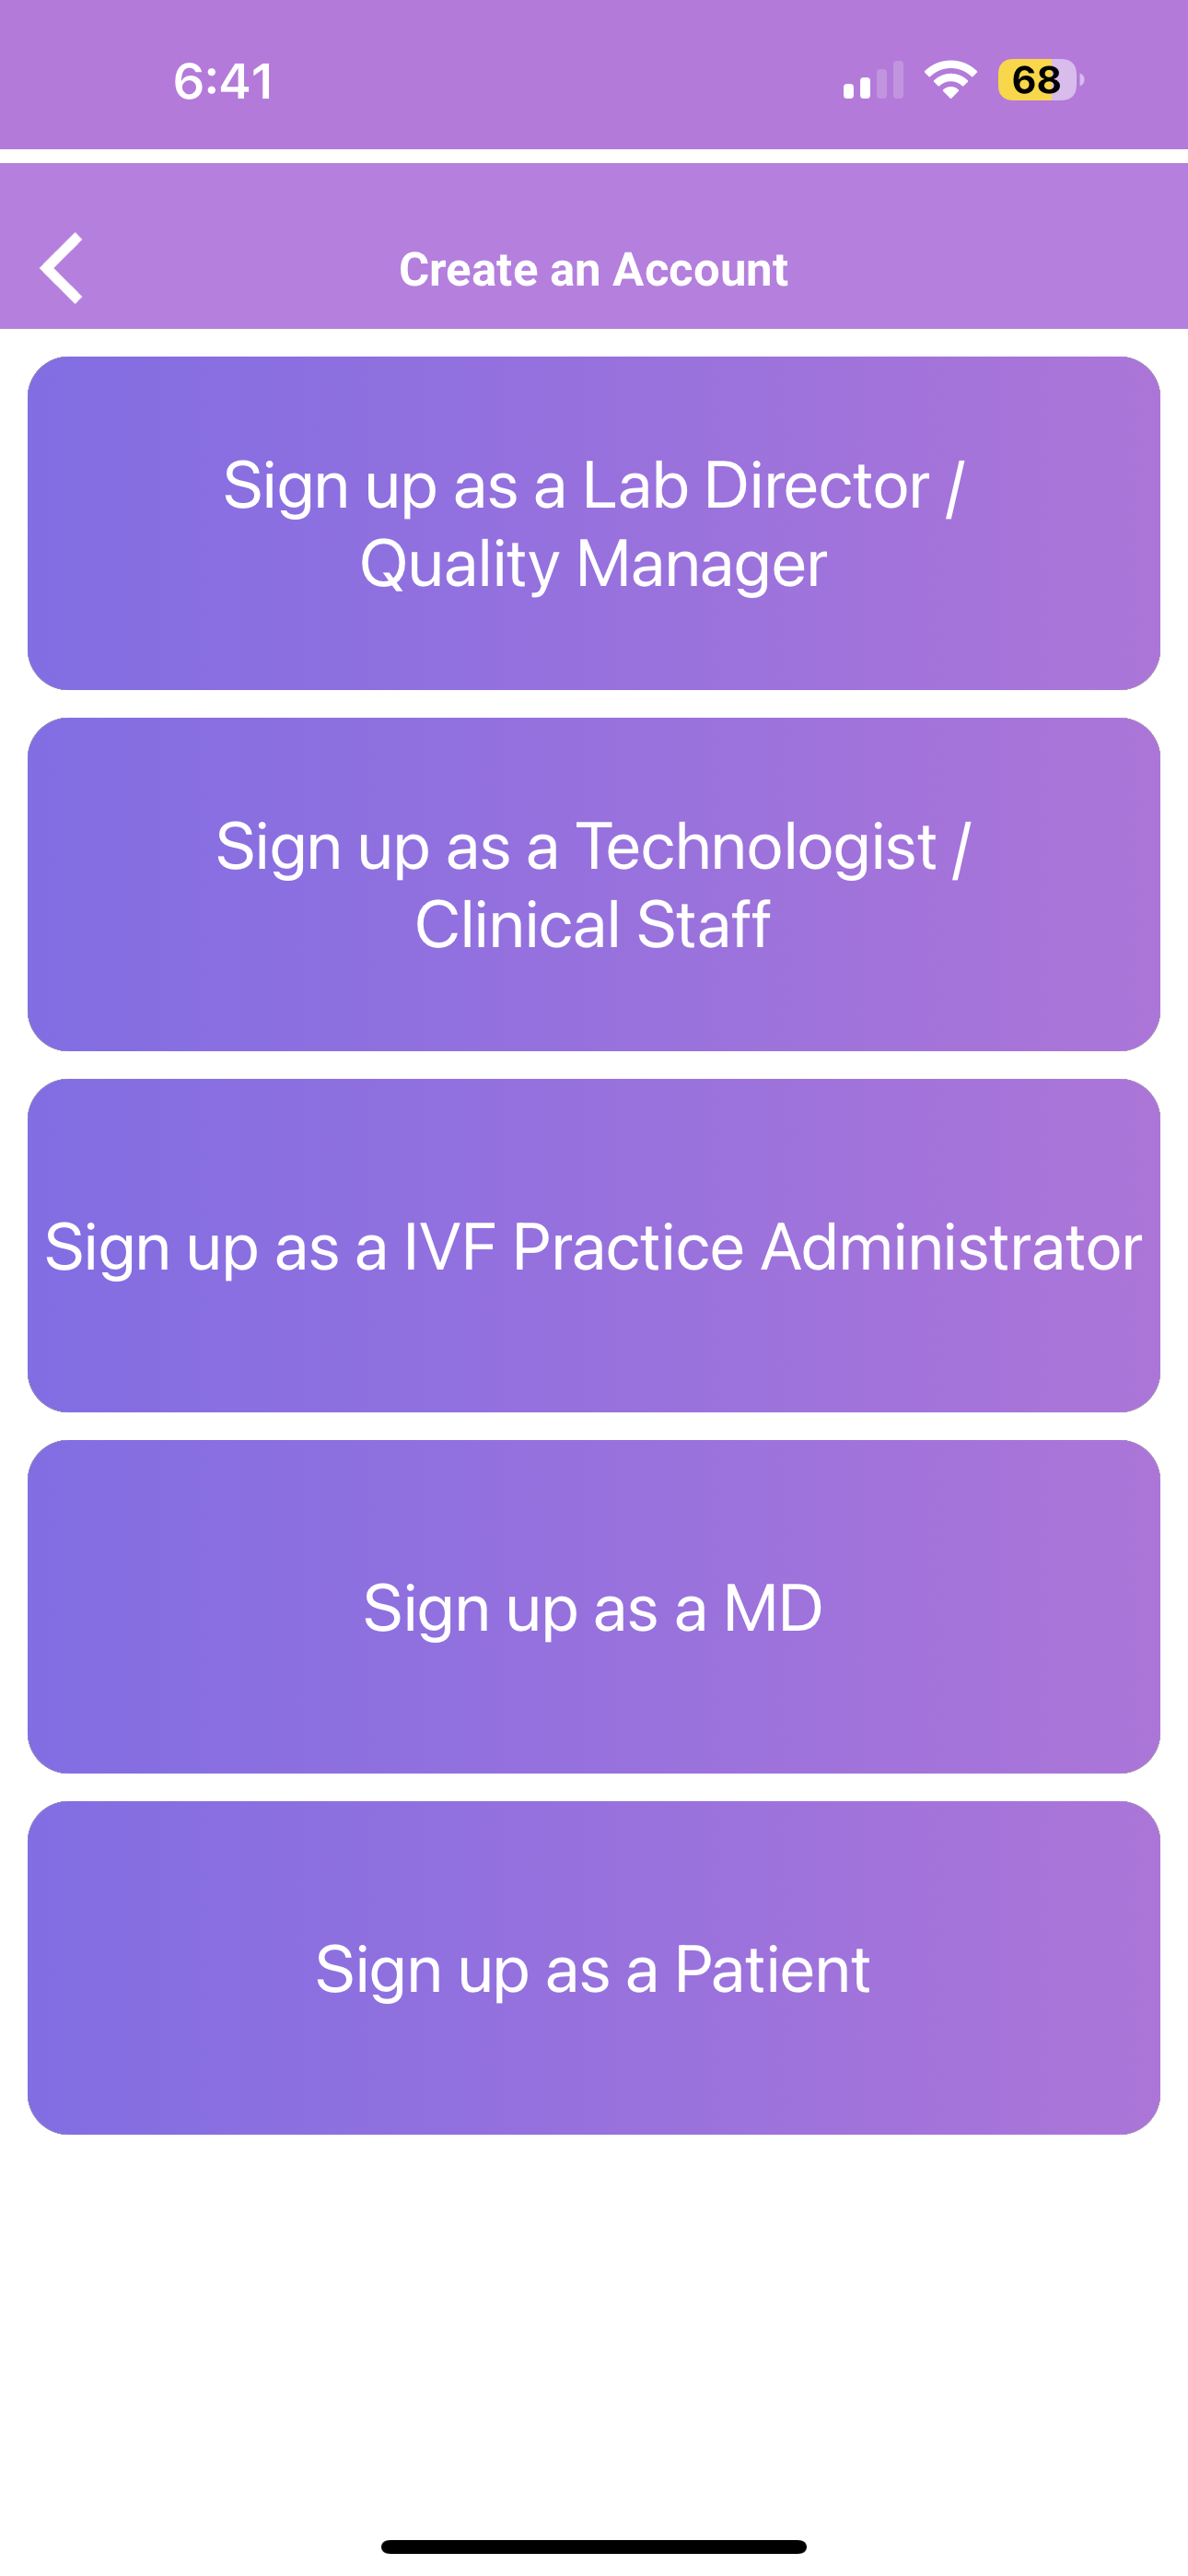 6:41
68
Create an Account
Sign up as a Lab Director /
Quality Manager
Sign up as a Technologist /
Clinical Staff
Sign up as a IVF Practice Administrator
Sign up as a MD
Sign up as a Patient